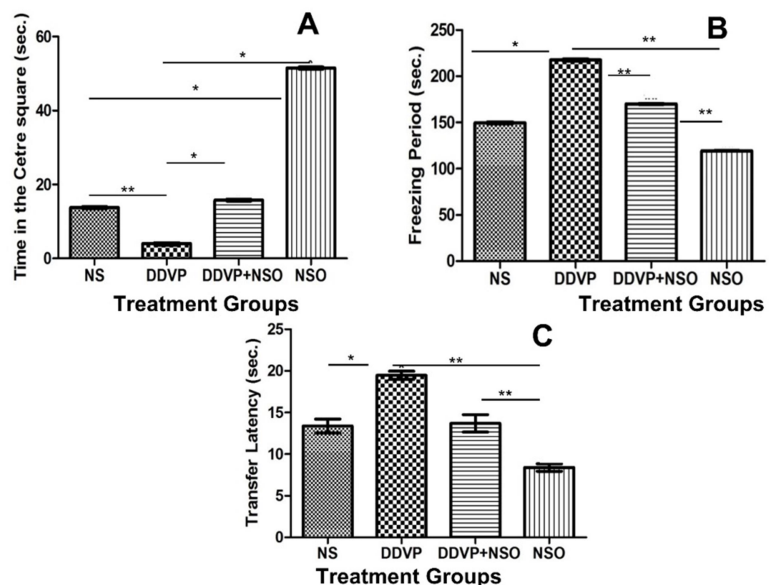 A
Time in the Cetre square (sec.)
60
40
20
0
*
*
*
**
NS DDVP DDVP+NSO NSO
Treatment Groups
B
Freezing Period (sec.)
250
200
150
100
50
0
*
**
**
**
NS DDVP DDVP+NSO NSO
Treatment Groups
C
Transfer Latency (sec.)
25
20
15
10
5
0
*
**
**
NS DDVP DDVP+NSO NSO
Treatment Groups